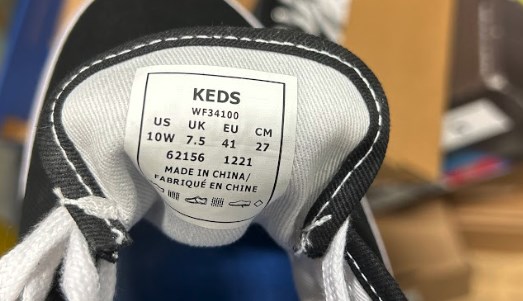 KEDS
WF34100
US UK EU CM
10W 7.5 41 27
62156 1221
MADE IN CHINA/
FABRIQUÉ EN CHINE